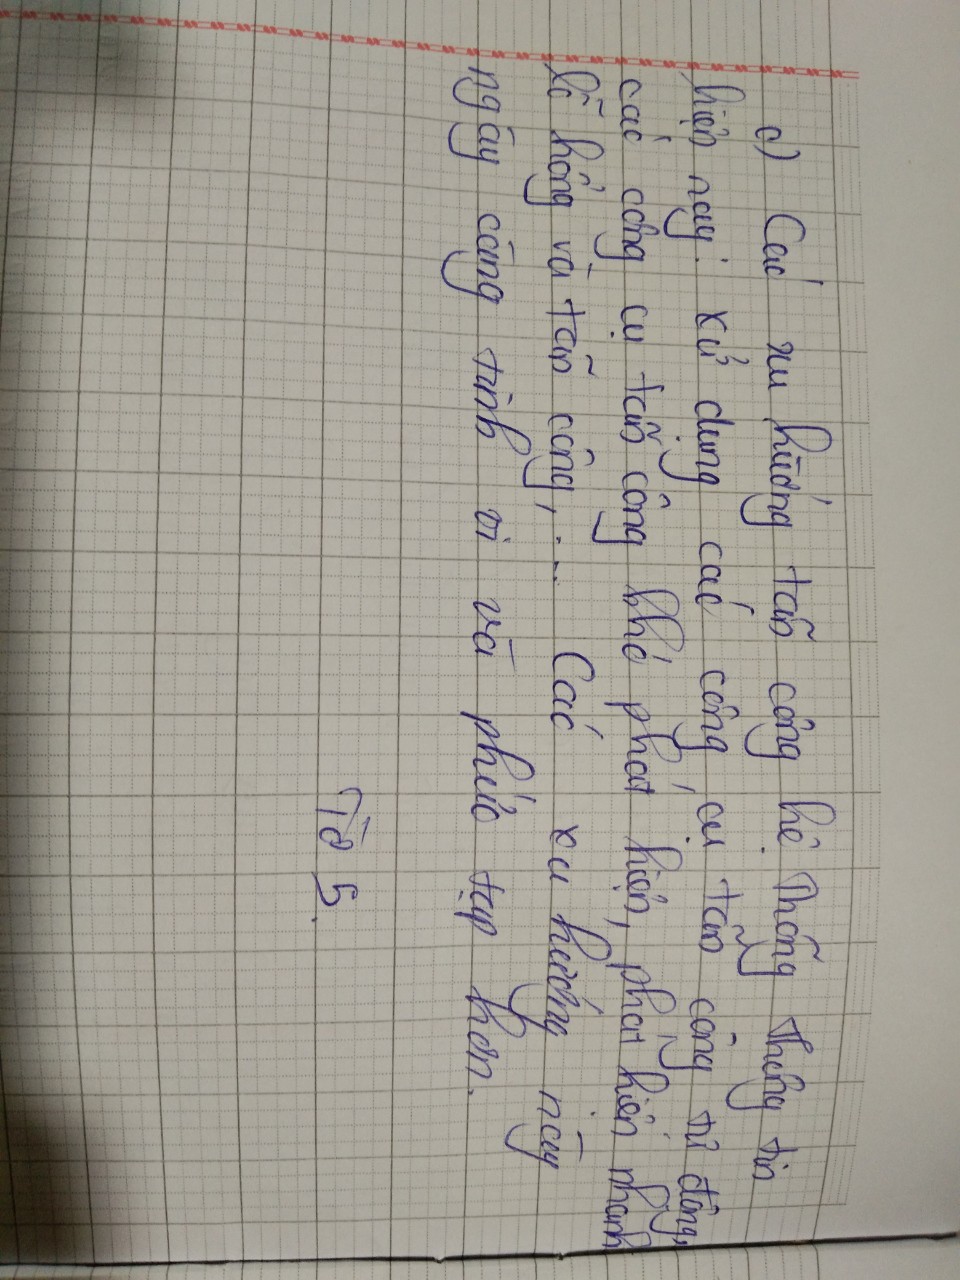 c) Các xu hướng tấn công hệ thống thông tin
hiện nay: xử dụng các công cụ tấn công tự động,
các công cụ tấn công khó phát hiện, phát hiện nhanh
lỗ hổng và tấn công, ... Các xu hướng này
ngày càng tinh vi và phức tạp hơn.
Tờ 5.